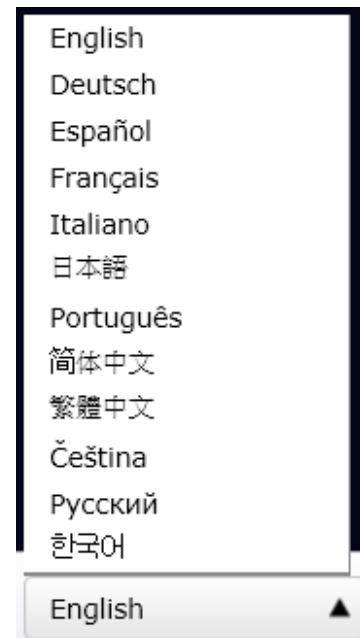 English
Deutsch
Español
Français
Italiano
日本語
Português
简体中文
繁體中文
Čeština
Русский
한국어
English